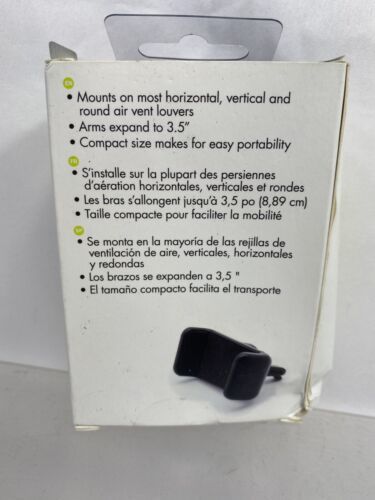 EN
• Mounts on most horizontal, vertical and
round air vent louvers
• Arms expand to 3.5"
• Compact size makes for easy portability
FR
• S'installe sur la plupart des persiennes
d'aération horizontales, verticales et rondes
• Les bras s'allongent jusqu'à 3,5 po (8,89 cm)
• Taille compacte pour faciliter la mobilité
SP
• Se monta en la mayoría de las rejillas de
ventilación de aire, verticales, horizontales
y redondas
• Los brazos se expanden a 3,5 "
• El tamaño compacto facilita el transporte